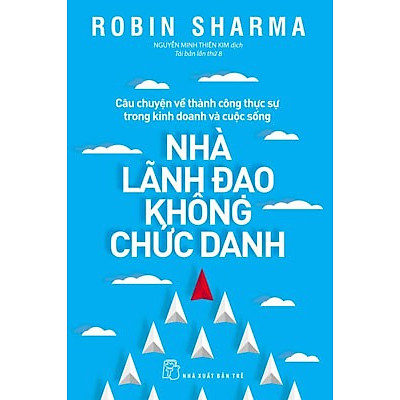 ROBIN SHARMA
NGUYỄN MINH THIÊN KIM dịch
Tái bản lần thứ 8
Câu chuyện về thành công thực sự
trong kinh doanh và cuộc sống
NHÀ
LÃNH ĐẠO
KHÔNG
CHỨC DANH
NHÀ XUẤT BẢN TRẺ